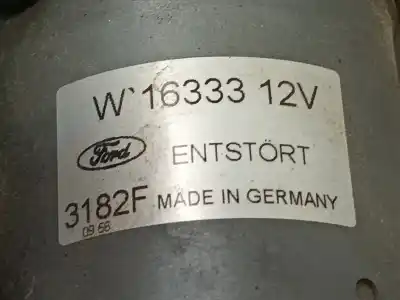 W`16333 12V
Ford ENTSTÖRT
3182F MADE IN GERMANY
09 56